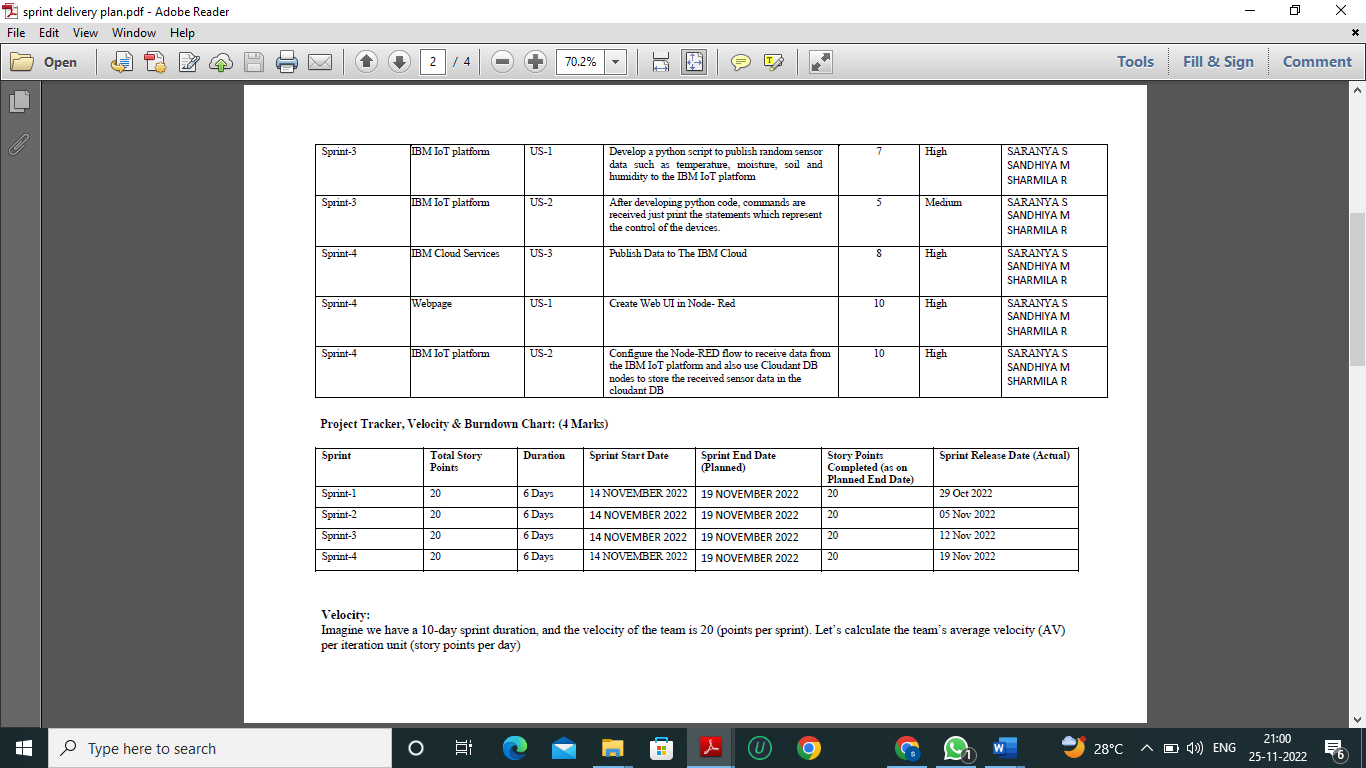 sprint delivery plan.pdf - Adobe Reader
File Edit View Window Help
Open 2 / 4 70.2% Tools Fill & Sign Comment
Sprint-3 IBM IoT platform US-1 Develop a python script to publish random sensor 7 High SARANYA S
data such as temperature, moisture, soil and SANDHIYA M
humidity to the IBM IoT platform SHARMILA R
Sprint-3 IBM IoT platform US-2 After developing python code, commands are 5 Medium SARANYA S
received just print the statements which represent SANDHIYA M
the control of the devices. SHARMILA R
Sprint-4 IBM Cloud Services US-3 Publish Data to The IBM Cloud 8 High SARANYA S
SANDHIYA M
SHARMILA R
Sprint-4 Webpage US-1 Create Web UI in Node- Red 10 High SARANYA S
SANDHIYA M
SHARMILA R
Sprint-4 IBM IoT platform US-2 Configure the Node-RED flow to receive data from 10 High SARANYA S
the IBM IoT platform and also use Cloudant DB SANDHIYA M
nodes to store the received sensor data in the SHARMILA R
cloudant DB
Project Tracker, Velocity & Burndown Chart: (4 Marks)
Sprint Total Story Duration Sprint Start Date Sprint End Date Story Points Sprint Release Date (Actual)
Points (Planned) Completed (as on
Planned End Date)
Sprint-1 20 6 Days 14 NOVEMBER 2022 19 NOVEMBER 2022 20 29 Oct 2022
Sprint-2 20 6 Days 14 NOVEMBER 2022 19 NOVEMBER 2022 20 05 Nov 2022
Sprint-3 20 6 Days 14 NOVEMBER 2022 19 NOVEMBER 2022 20 12 Nov 2022
Sprint-4 20 6 Days 14 NOVEMBER 2022 19 NOVEMBER 2022 20 19 Nov 2022
Velocity:
Imagine we have a 10-day sprint duration, and the velocity of the team is 20 (points per sprint). Let's calculate the team's average velocity (AV)
per iteration unit (story points per day)
Type here to search 1 28°C ENG 21:00
25-11-2022 6